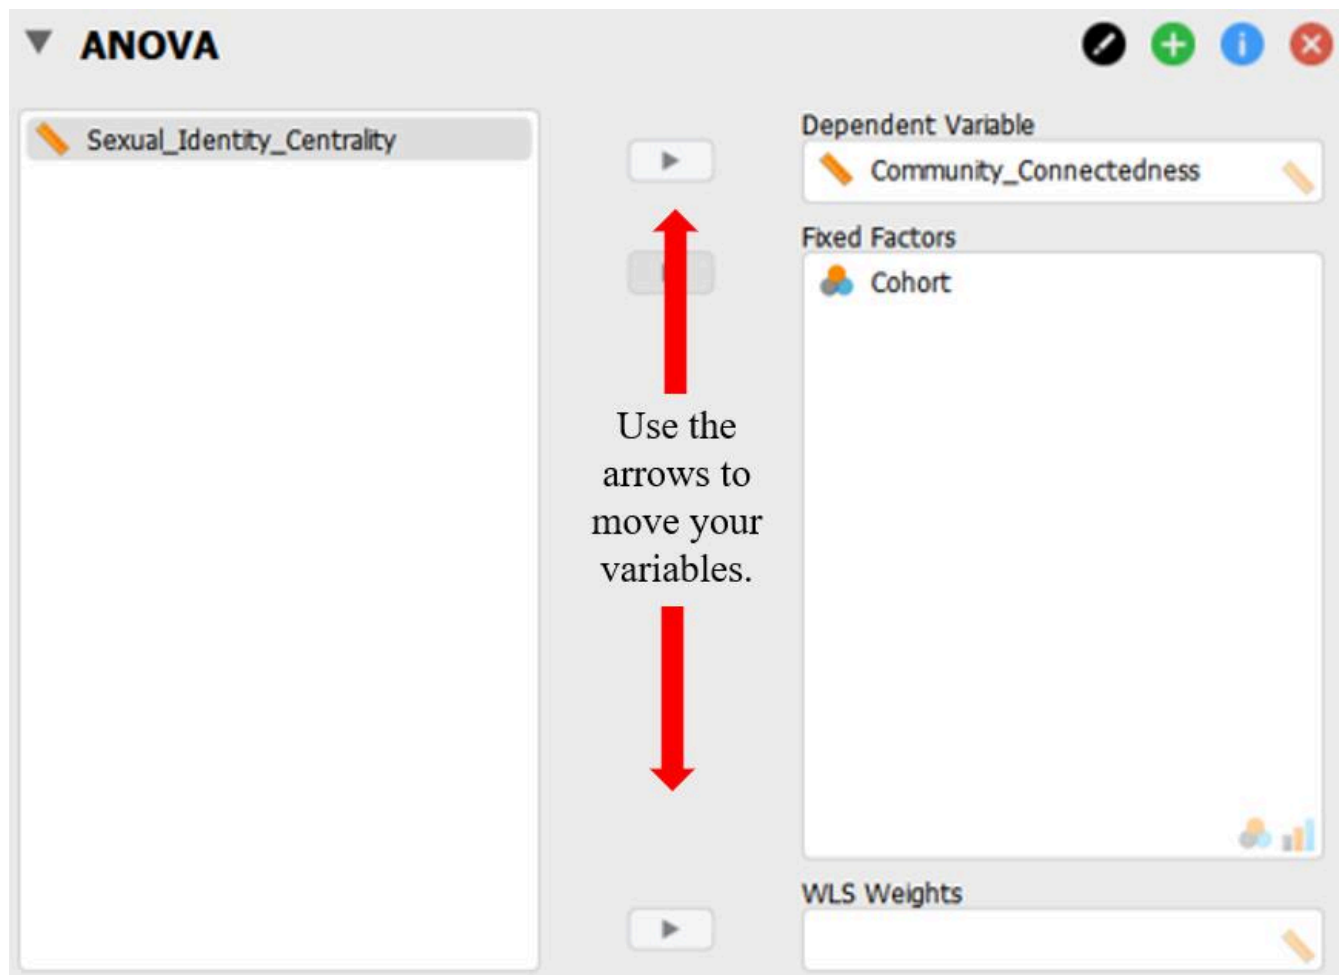 ANOVA
Sexual_Identity_Centrality
Dependent Variable
Community_Connectedness
Fixed Factors
Cohort
Use the
arrows to
move your
variables.
WLS Weights